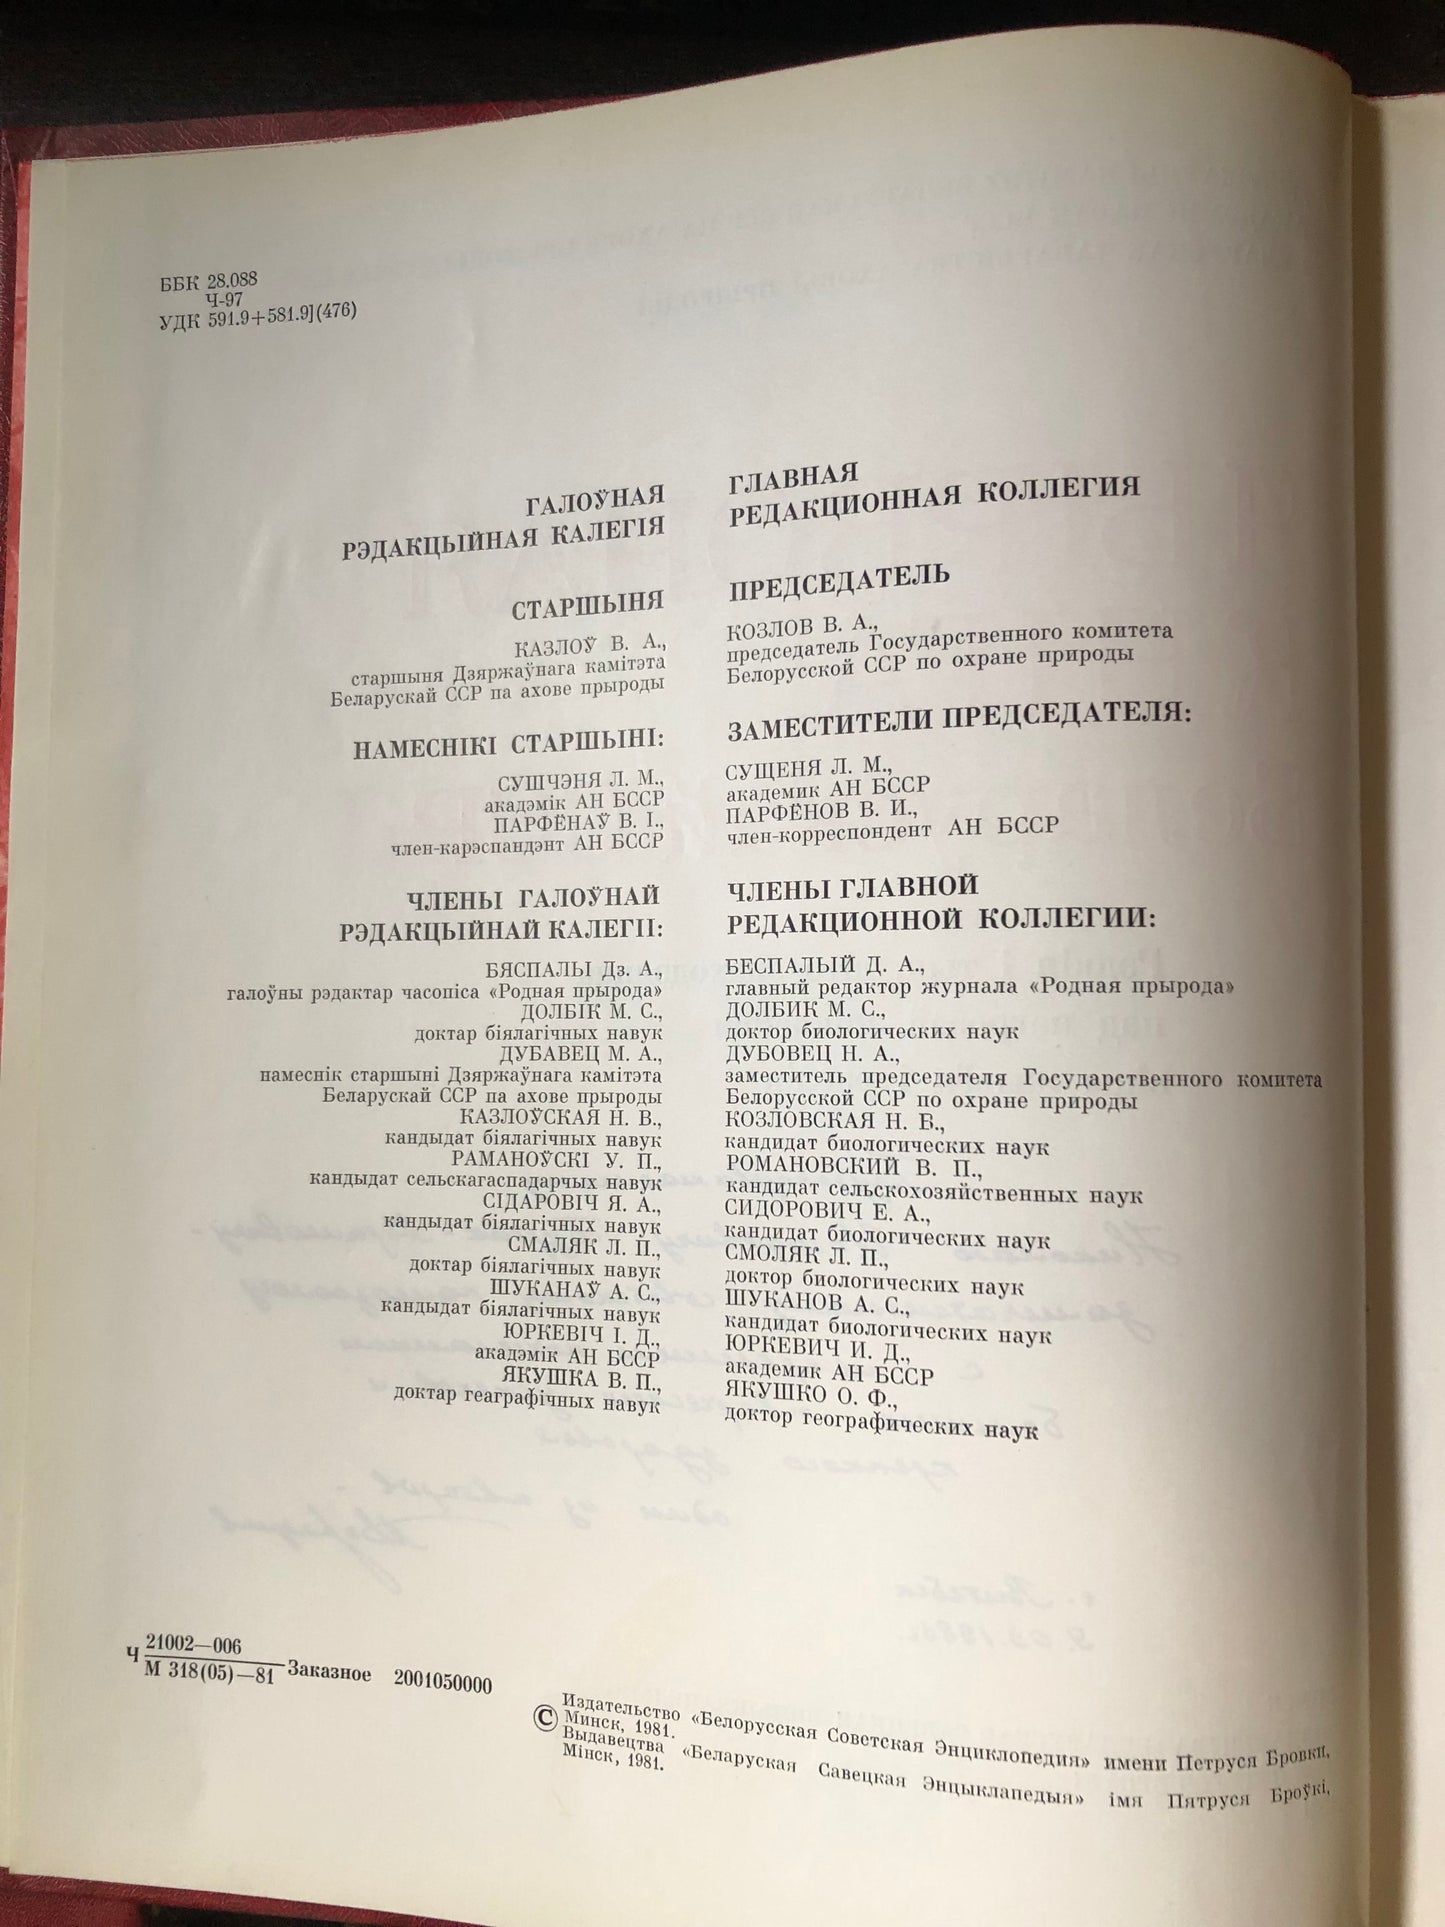 ББК 28.088
Ч-97
УДК 591.9+581.9](476)
ГАЛОЎНАЯ
РЭДАКЦЫЙНАЯ КАЛЕГІЯ
СТАРШЫНЯ
КАЗЛОЎ В. А.,
старшыня Дзяржаўнага камітэта
Беларускай ССР па ахове прыроды
НАМЕСНІКІ СТАРШЫНІ:
СУШЧЭНЯ Л. М.,
акадэмік АН БССР
ПАРФЁНАЎ В. І.,
член-карэспандэнт АН БССР
ЧЛЕНЫ ГАЛОЎНАЙ
РЭДАКЦЫЙНАЙ КАЛЕГІІ:
БЯСПАЛЫ Дз. А.,
галоўны рэдактар часопіса «Родная прырода»
ДОЛБІК М. С.,
доктар біялагічных навук
ДУБАВЕЦ М. А.,
намеснік старшыні Дзяржаўнага камітэта
Беларускай ССР па ахове прыроды
КАЗЛОЎСКАЯ Н. В.,
кандыдат біялагічных навук
РАМАНОЎСКІ У. П.,
кандыдат сельскагаспадарчых навук
СІДАРОВІЧ Я. А.,
кандыдат біялагічных навук
СМАЛЯК Л. П.,
доктар біялагічных навук
ШУКАНАЎ А. С.,
кандыдат біялагічных навук
ЮРКЕВІЧ І. Д.,
акадэмік АН БССР
ЯКУШКА В. П.,
доктар геаграфічных навук
ГЛАВНАЯ
РЕДАКЦИОННАЯ КОЛЛЕГИЯ
ПРЕДСЕДАТЕЛЬ
КОЗЛОВ В. А.,
председатель Государственного комитета
Белорусской ССР по охране природы
ЗАМЕСТИТЕЛИ ПРЕДСЕДАТЕЛЯ:
СУЩЕНЯ Л. М.,
академик АН БССР
ПАРФЁНОВ В. И.,
член-корреспондент АН БССР
ЧЛЕНЫ ГЛАВНОЙ
РЕДАКЦИОННОЙ КОЛЛЕГИИ:
БЕСПАЛЫЙ Д. А.,
главный редактор журнала «Родная прырода»
ДОЛБИК М. С.,
доктор биологических наук
ДУБОВЕЦ Н. А.,
заместитель председателя Государственного комитета
Белорусской ССР по охране природы
КОЗЛОВСКАЯ Н. В.,
кандидат биологических наук
РОМАНОВСКИЙ В. П.,
кандидат сельскохозяйственных наук
СИДОРОВИЧ Е. А.,
кандидат биологических наук
СМОЛЯК Л. П.,
доктор биологических наук
ШУКАНОВ А. С.,
кандидат биологических наук
ЮРКЕВИЧ И. Д.,
академик АН БССР
ЯКУШКО О. Ф.,
доктор географических наук
21002—006
Ч М 318(05)—81 Заказное 2001050000
© Издательство «Белорусская Советская Энциклопедия» имени Петруся Бровки,
Минск, 1981.
Выдавецтва «Беларуская Савецкая Энцыклапедыя» імя Пятруся Броўкі,
Мінск, 1981.